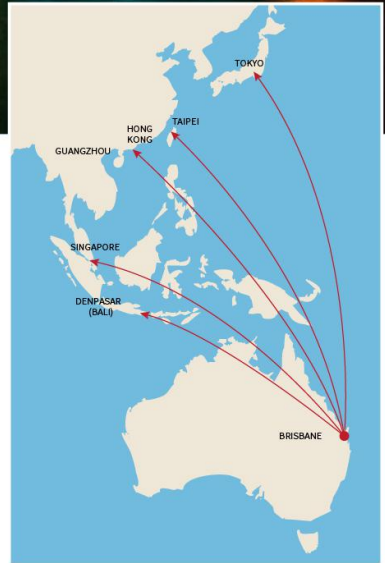 TOKYO
TAIPEI
HONG
KONG
GUANGZHOU
SINGAPORE
DENPASAR
(BALI)
BRISBANE